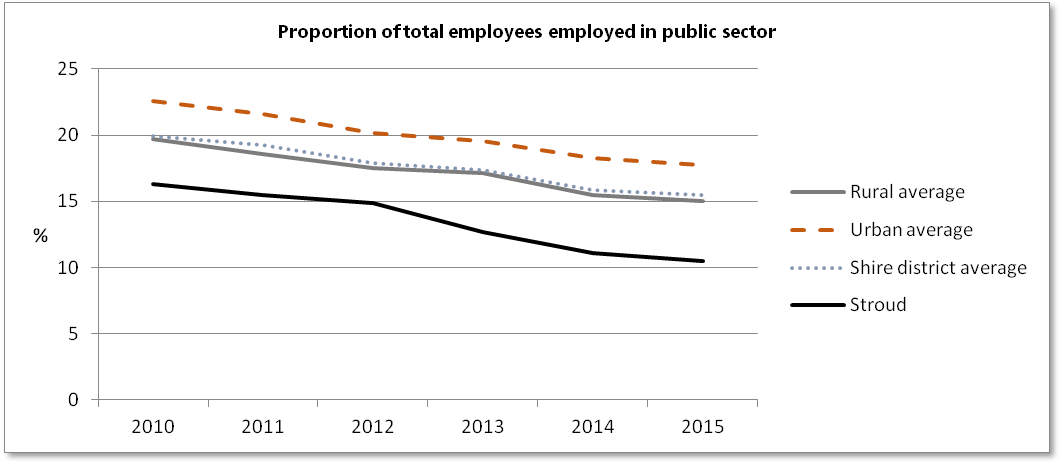 Proportion of total employees employed in public sector
25
20
15
10
5
0
%
2010 2011 2012 2013 2014 2015
Rural average
Urban average
Shire district average
Stroud